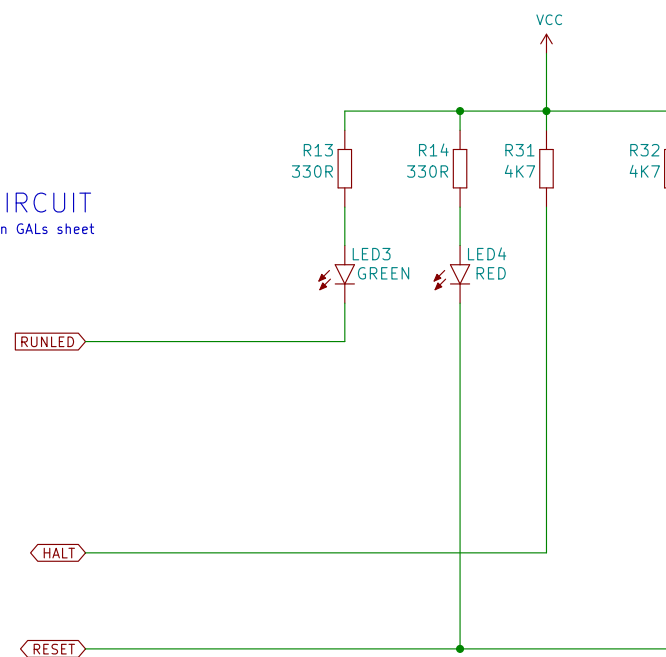 VCC
R13
330R
R14
330R
R31
4K7
R32
4K7
IRCUIT
n GALs sheet
LED3
GREEN
LED4
RED
RUNLED
HALT
RESET